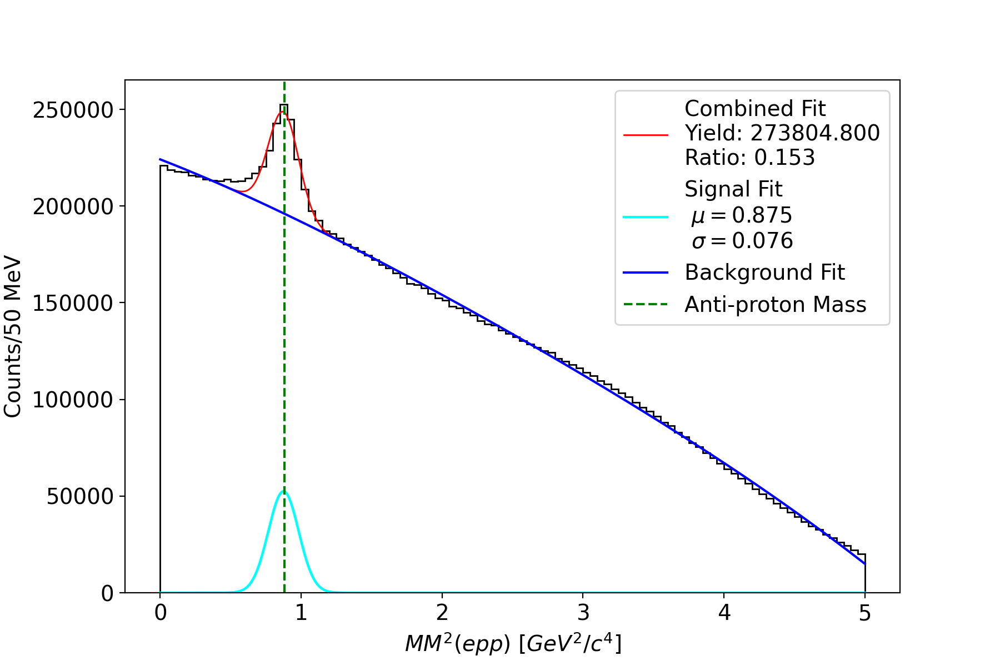 250000
200000
150000
100000
50000
0
Counts/50 MeV
0 1 2 3 4 5
MM²(epp) [GeV²/c⁴]
Combined Fit
Yield: 273804.800
Ratio: 0.153
Signal Fit
μ = 0.875
σ = 0.076
Background Fit
Anti-proton Mass